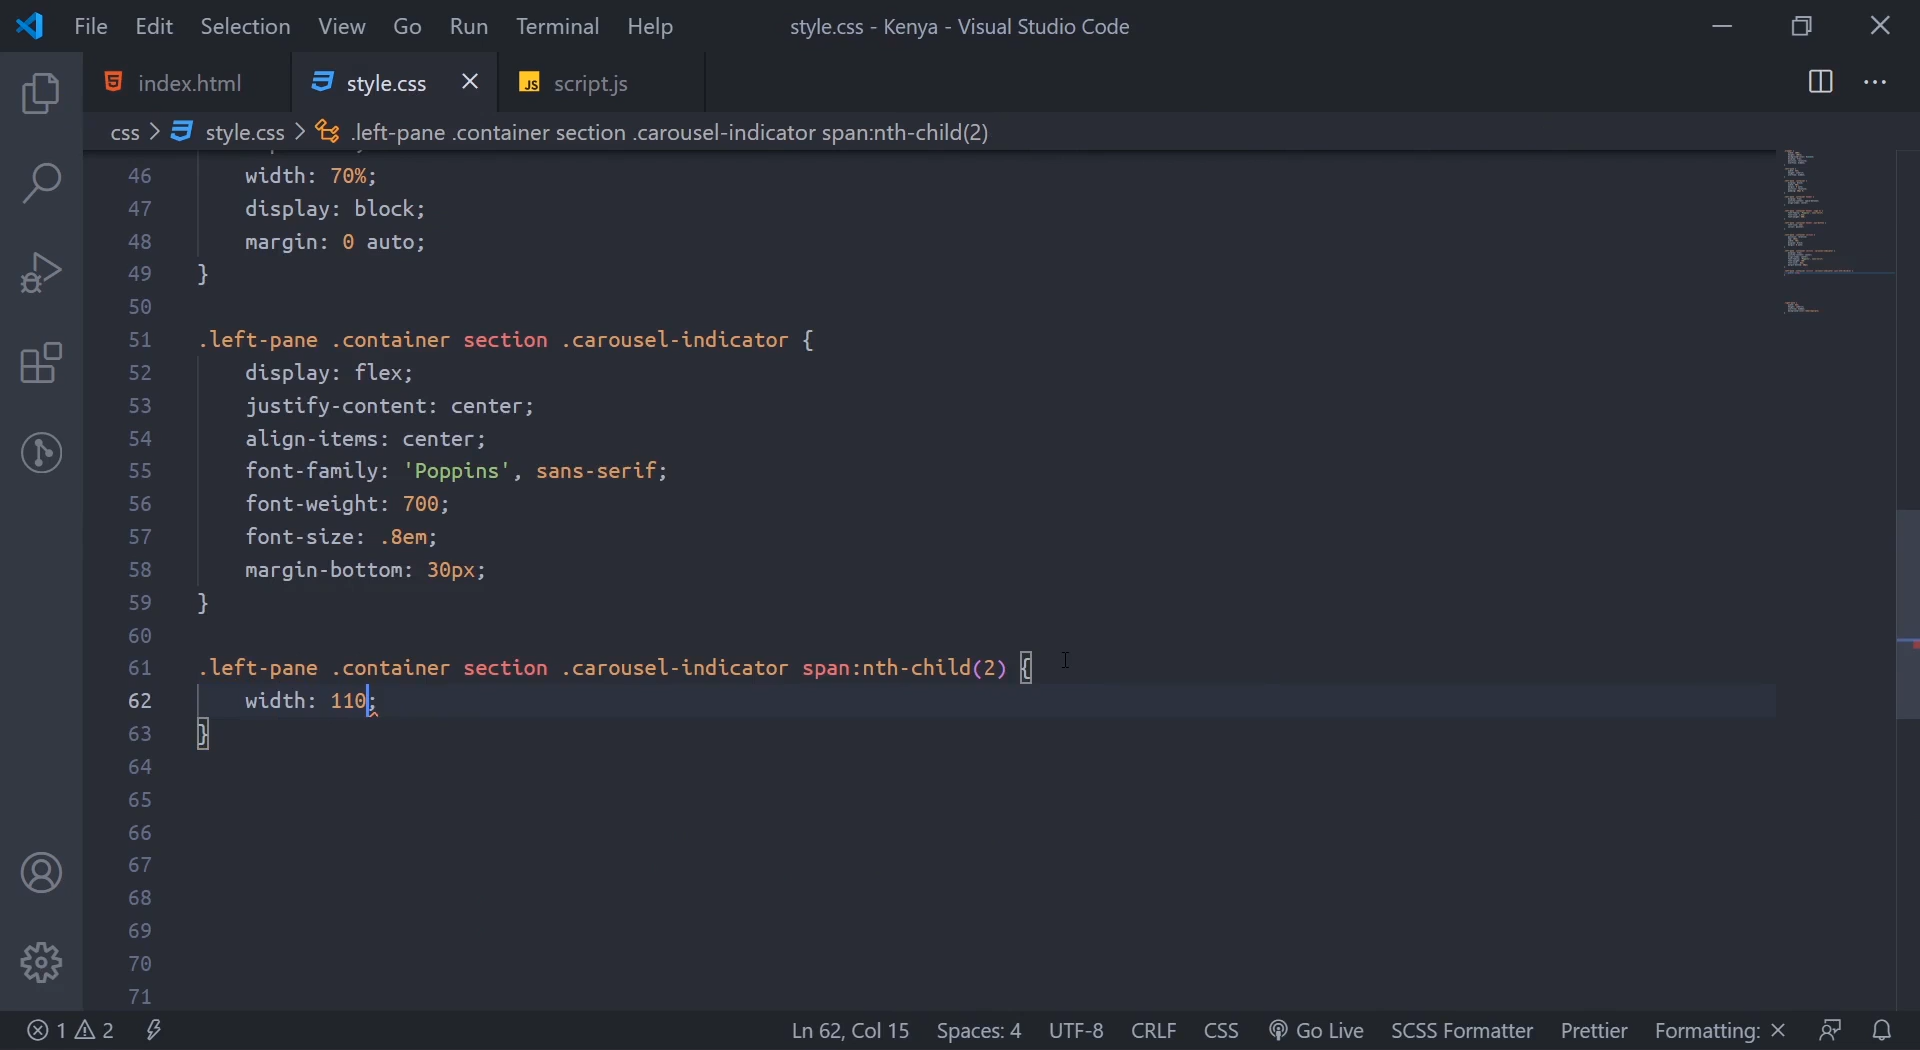 File Edit Selection View Go Run Terminal Help style.css - Kenya - Visual Studio Code
index.html style.css JS script.js
css > style.css > .left-pane .container section .carousel-indicator span:nth-child(2)
46 width: 70%;
47 display: block;
48 margin: 0 auto;
49 }
50
51 .left-pane .container section .carousel-indicator {
52 display: flex;
53 justify-content: center;
54 align-items: center;
55 font-family: 'Poppins', sans-serif;
56 font-weight: 700;
57 font-size: .8em;
58 margin-bottom: 30px;
59 }
60
61 .left-pane .container section .carousel-indicator span:nth-child(2) {
62 width: 110;
63 }
64
65
66
67
68
69
70
71
1 2 Ln 62, Col 15 Spaces: 4 UTF-8 CRLF CSS Go Live SCSS Formatter Prettier Formatting: ×